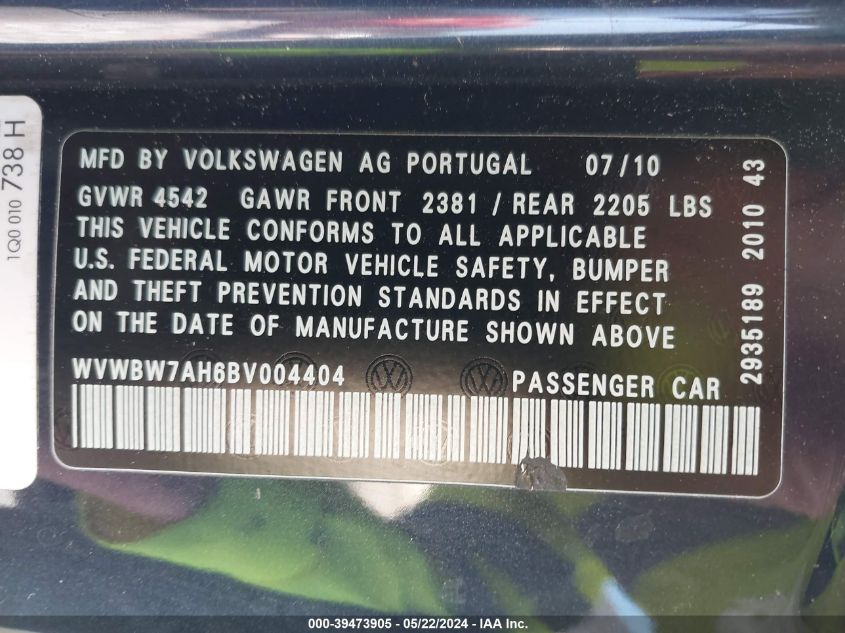 MFD BY VOLKSWAGEN AG PORTUGAL 07/10
GVWR 4542 GAWR FRONT 2381 / REAR 2205 LBS
THIS VEHICLE CONFORMS TO ALL APPLICABLE
U.S. FEDERAL MOTOR VEHICLE SAFETY, BUMPER
AND THEFT PREVENTION STANDARDS IN EFFECT
ON THE DATE OF MANUFACTURE SHOWN ABOVE
WVWBW7AH6BV004404 PASSENGER CAR
2935189 2010 43
1Q0 010 738 H
000-39473905 - 05/22/2024 - IAA Inc.